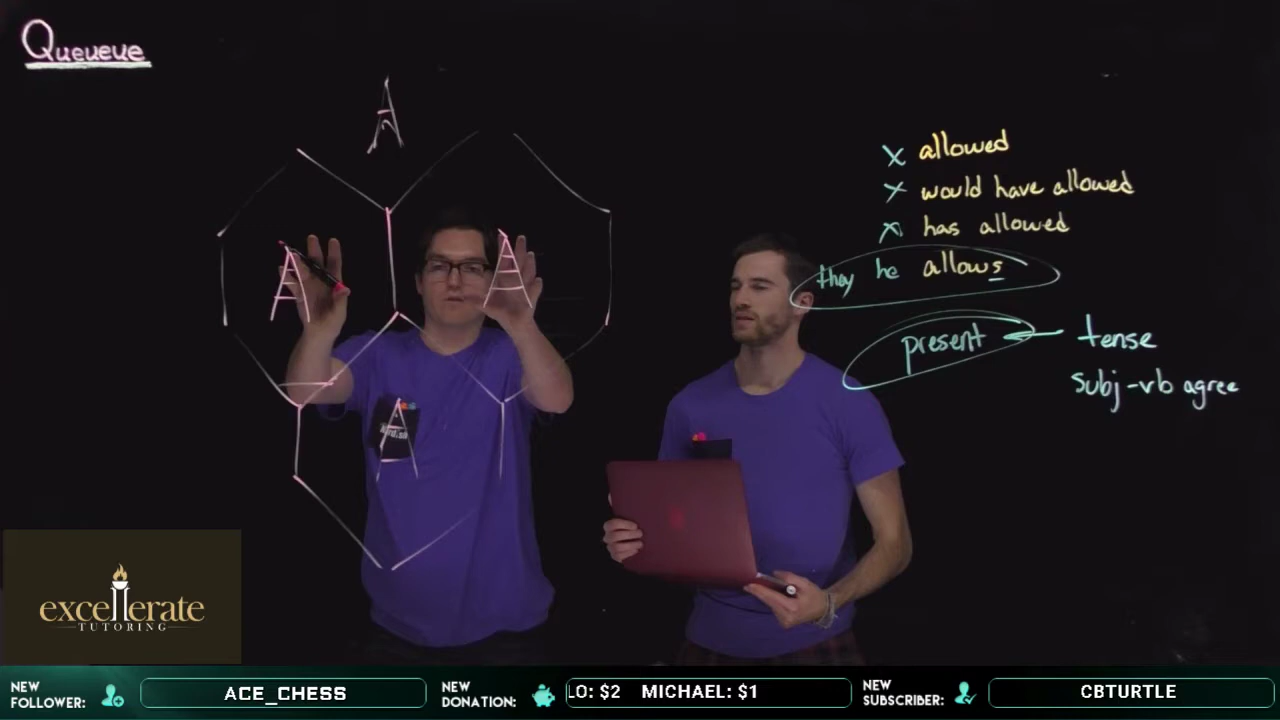 Queueue
A
x allowed
x would have allowed
x has allowed
they he allows
present
tense
subj-vb agree
A
A
A
excellerate
TUTORING
NEW FOLLOWER:
ACE_CHESS
NEW DONATION:
LO: $2 MICHAEL: $1
NEW SUBSCRIBER:
CBTURTLE